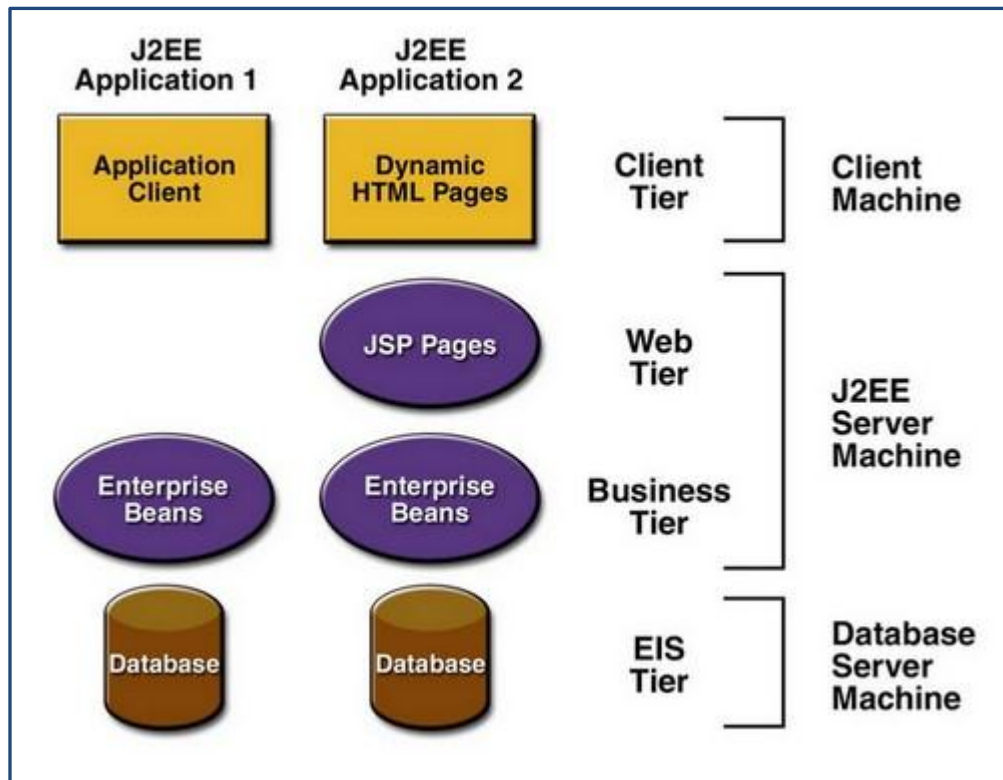 J2EE
Application 1
J2EE
Application 2
Application
Client
Dynamic
HTML Pages
Client
Tier
Client
Machine
JSP Pages
Web
Tier
J2EE
Server
Machine
Enterprise
Beans
Enterprise
Beans
Business
Tier
Database
Database
EIS
Tier
Database
Server
Machine